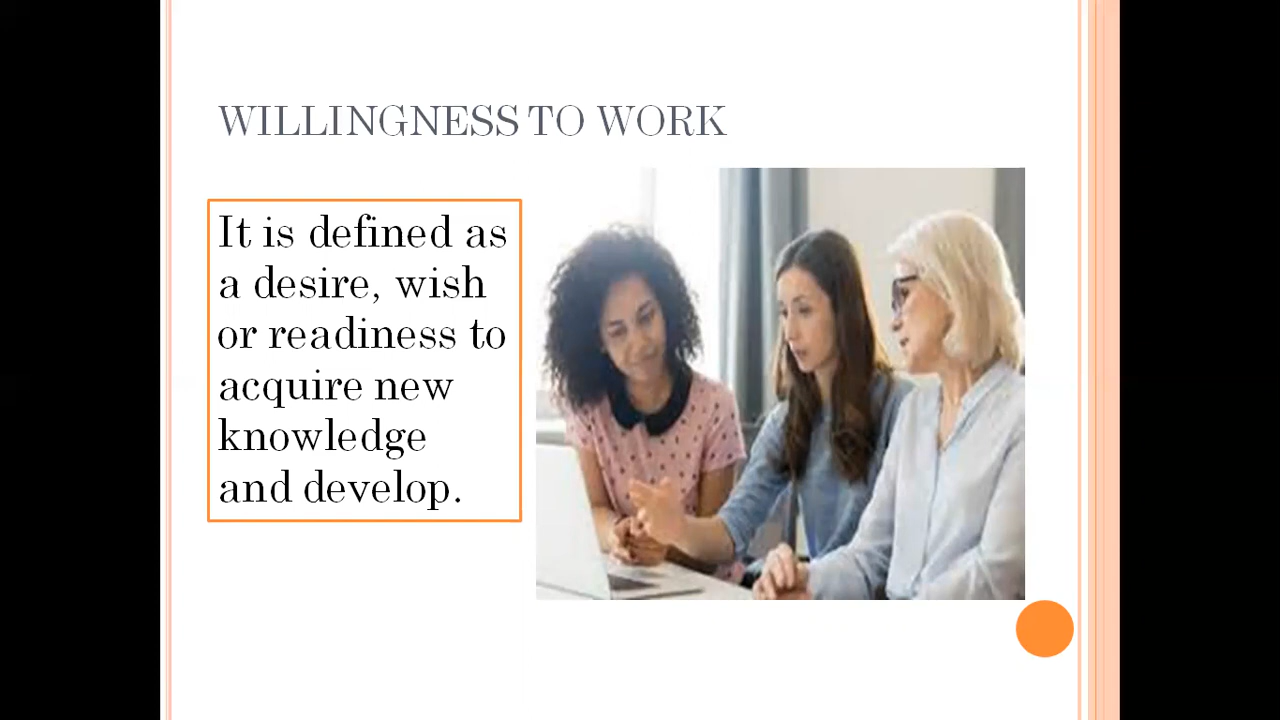 WILLINGNESS TO WORK
It is defined as
a desire, wish
or readiness to
acquire new
knowledge
and develop.